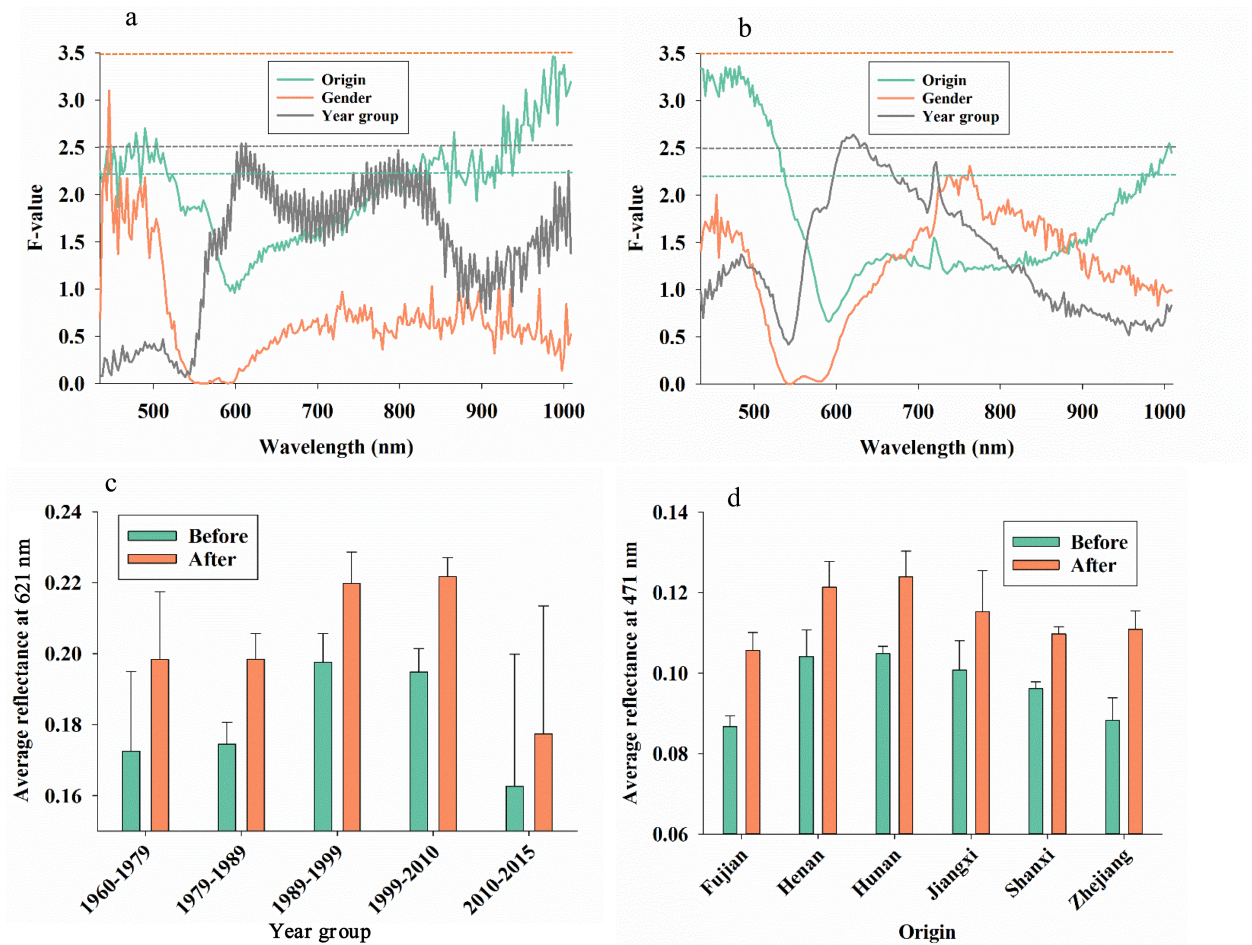 a
3.5
3.0
2.5
2.0
1.5
1.0
0.5
0.0
F-value
Origin
Gender
Year group
500 600 700 800 900 1000
Wavelength (nm)
b
3.5
3.0
2.5
2.0
1.5
1.0
0.5
0.0
F-value
Origin
Gender
Year group
500 600 700 800 900 1000
Wavelength (nm)
c
0.24
0.22
0.20
0.18
0.16
Average reflectance at 621 nm
Before
After
1960-1979 1979-1989 1989-1999 1999-2010 2010-2015
Year group
d
0.14
0.12
0.10
0.08
0.06
Average reflectance at 471 nm
Before
After
Fujian Henan Hunan Jiangxi Shanxi Zhejiang
Origin